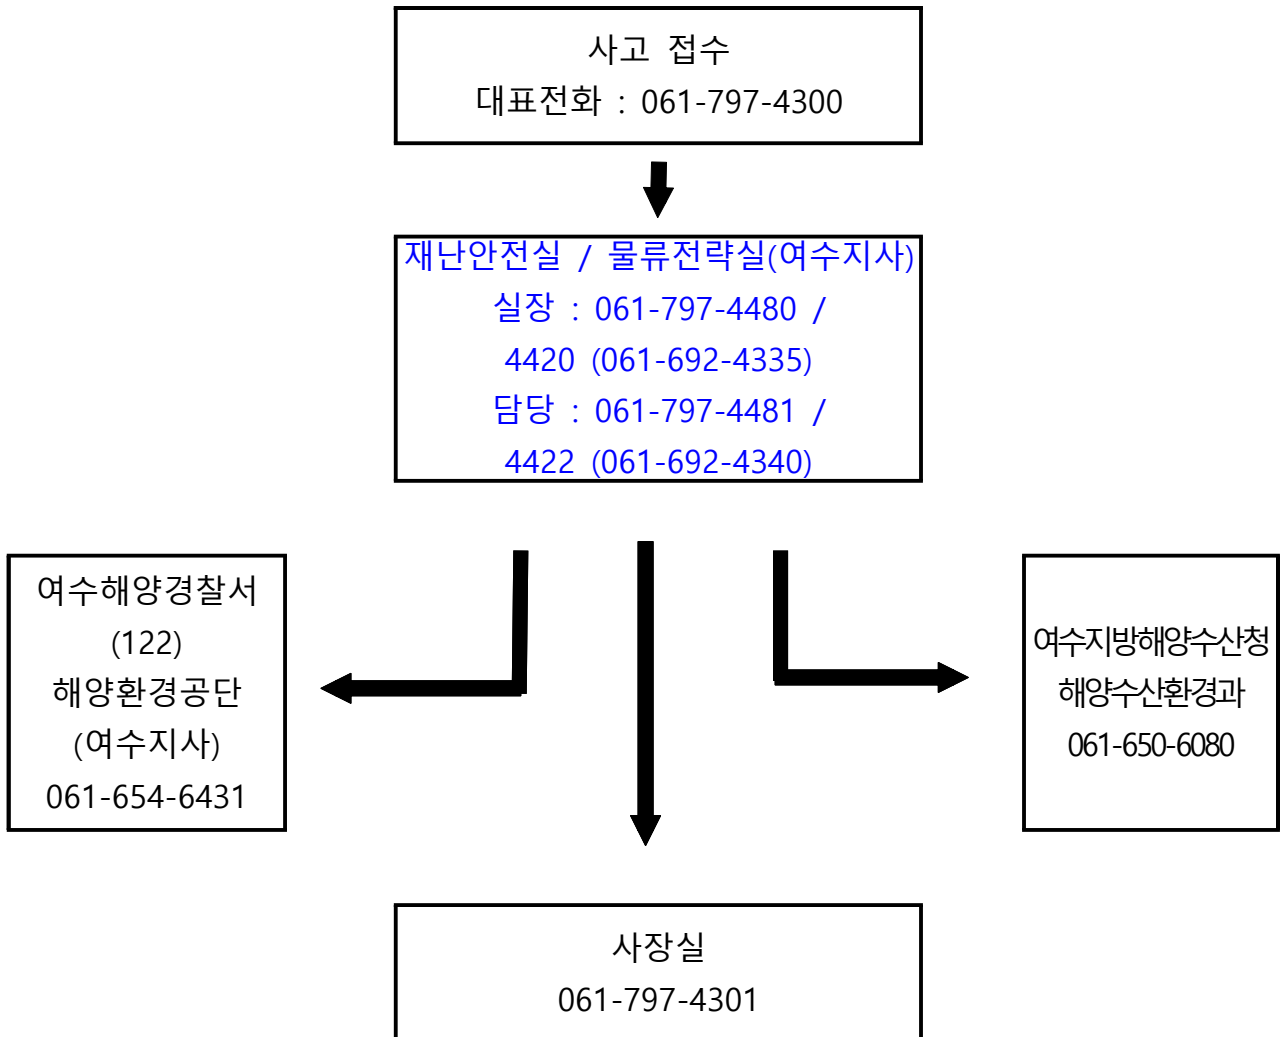 사고 접수
대표전화 : 061-797-4300
재난안전실 / 물류전략실(여수지사)
실장 : 061-797-4480 /
4420 (061-692-4335)
담당 : 061-797-4481 /
4422 (061-692-4340)
여수해양경찰서
(122)
해양환경공단
(여수지사)
061-654-6431
여수지방해양수산청
해양수산환경과
061-650-6080
사장실
061-797-4301